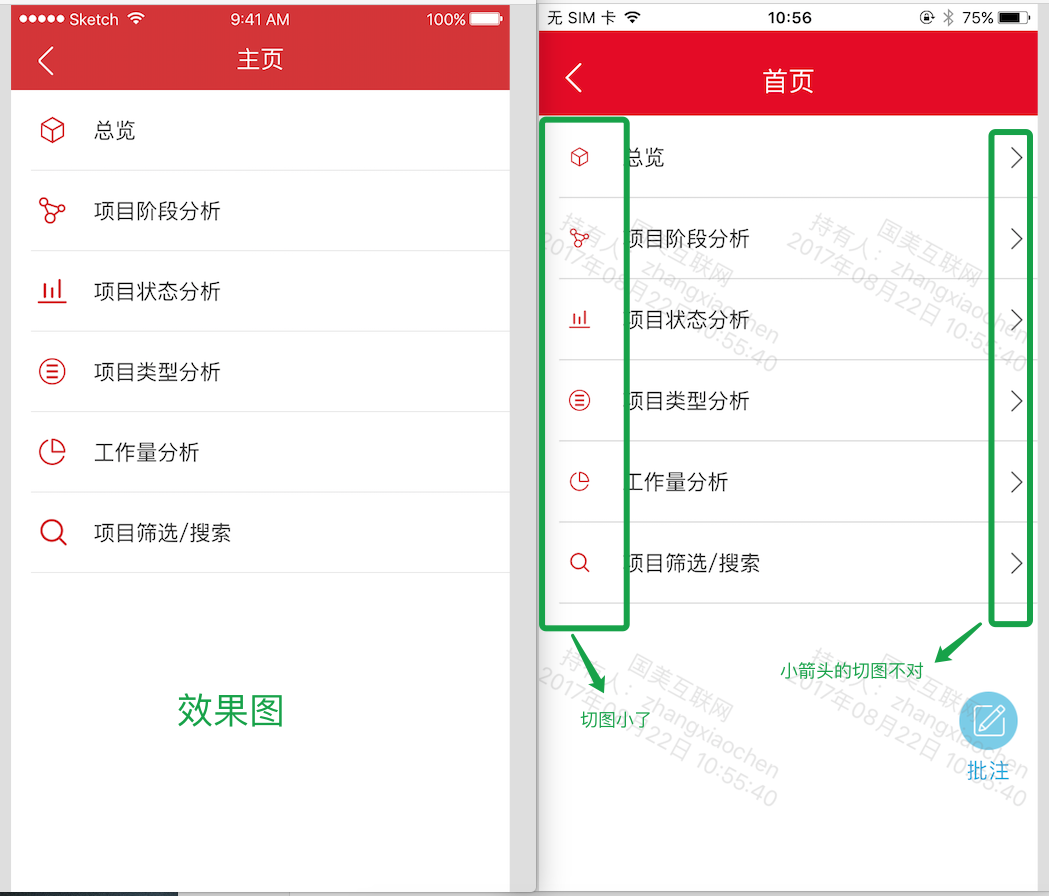 Sketch 9:41 AM 100%
主页
总览
项目阶段分析
项目状态分析
项目类型分析
工作量分析
项目筛选/搜索
效果图
无 SIM 卡 10:56 75%
首页
总览
项目阶段分析
项目状态分析
项目类型分析
工作量分析
项目筛选/搜索
国美互联网
持有人：zhangxiaochen
2017年08月22日 10:55:40
国美互联网
持有人：zhangxiaochen
2017年08月22日 10:55:40
小箭头的切图不对
切图小了
国美互联网
持有人：zhangxiaochen
2017年08月22日 10:55:40
国美互联网
持有人：zhangxiaochen
2017年08月22日 10:55:40
批注